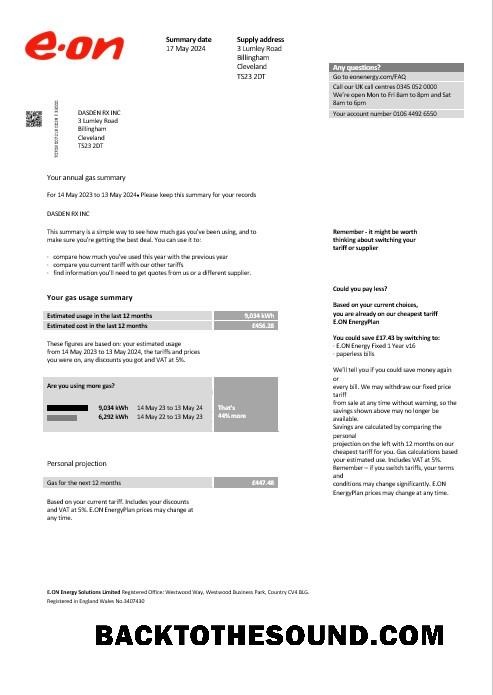 e·on
Summary date
17 May 2024
Supply address
3 Lumley Road
Billingham
Cleveland
TS23 2DT
Any questions?
Go to eonenergy.com/FAQ
Call our UK call centres 0345 052 0000
We're open Mon to Fri 8am to 8pm and Sat
8am to 6pm
Your account number 0106 4492 6550
DASDEN RX INC
3 Lumley Road
Billingham
Cleveland
TS23 2DT
Your annual gas summary
For 14 May 2023 to 13 May 2024. Please keep this summary for your records
DASDEN RX INC
This summary is a simple way to see how much gas you've been using, and to
make sure you're getting the best deal. You can use it to:
- compare how much you've used this year with the previous year
- compare you current tariff with our other tariffs
- find information you'll need to get quotes from us or a different supplier.
Your gas usage summary
Estimated usage in the last 12 months 9,034 kWh
Estimated cost in the last 12 months £456.28
These figures are based on: your estimated usage
from 14 May 2023 to 13 May 2024, the tariffs and prices
you were on, any discounts you got and VAT at 5%.
Are you using more gas?
9,034 kWh 14 May 23 to 13 May 24
6,292 kWh 14 May 22 to 13 May 23
That's
44% more
Personal projection
Gas for the next 12 months £447.48
Based on your current tariff. Includes your discounts
and VAT at 5%. E.ON EnergyPlan prices may change at
any time.
Remember - it might be worth
thinking about switching your
tariff or supplier
Could you pay less?
Based on your current choices,
you are already on our cheapest tariff
E.ON EnergyPlan
You could save £17.43 by switching to:
- E.ON Energy Fixed 1 Year v16
- paperless bills
We'll tell you if you could save money again
or
every bill. We may withdraw our fixed price
tariff
from sale at any time without warning, so the
savings shown above may no longer be
available.
Savings are calculated by comparing the
personal
projection on the left with 12 months on our
cheapest tariff for you. Gas calculations based
your estimated use. Includes VAT at 5%.
Remember – if you switch tariffs, your terms
and
conditions may change significantly. E.ON
EnergyPlan prices may change at any time.
E.ON Energy Solutions Limited Registered Office: Westwood Way, Westwood Business Park, Country CV4 8LG.
Registered in England Wales No.3407430
BACKTOTHESOUND.COM